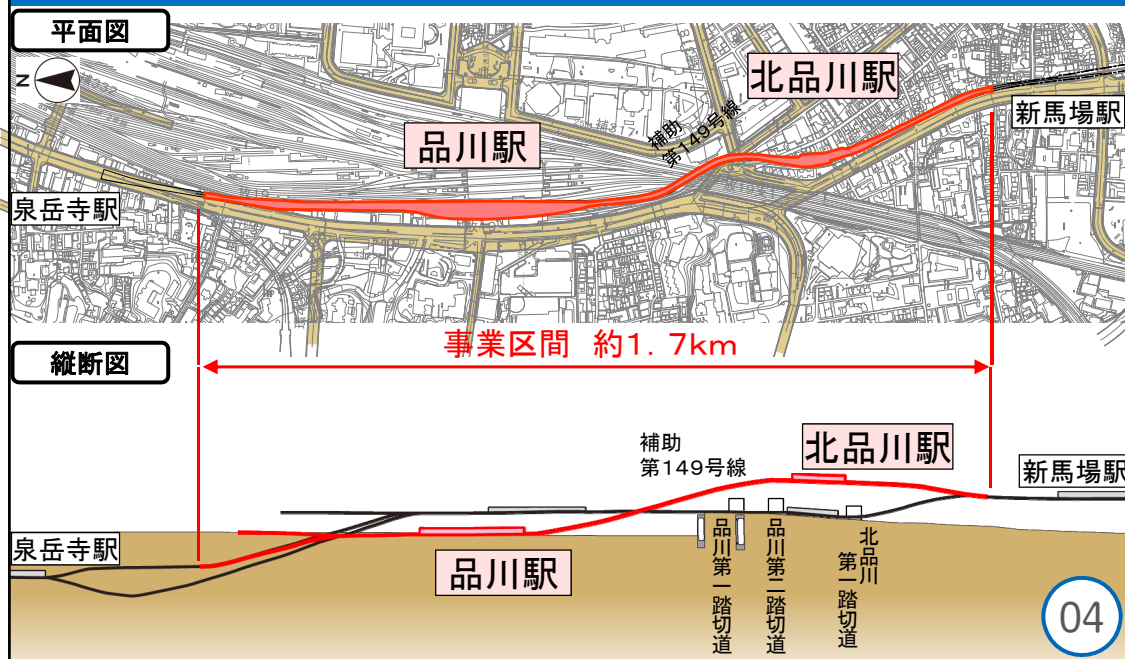 平面図
N
北品川駅
新馬場駅
品川駅
補助
第149号線
泉岳寺駅
事業区間 約1.7km
縦断図
補助
第149号線
北品川駅
新馬場駅
泉岳寺駅
品川駅
品川第一踏切道
品川第二踏切道
北品川
第一踏切道
04